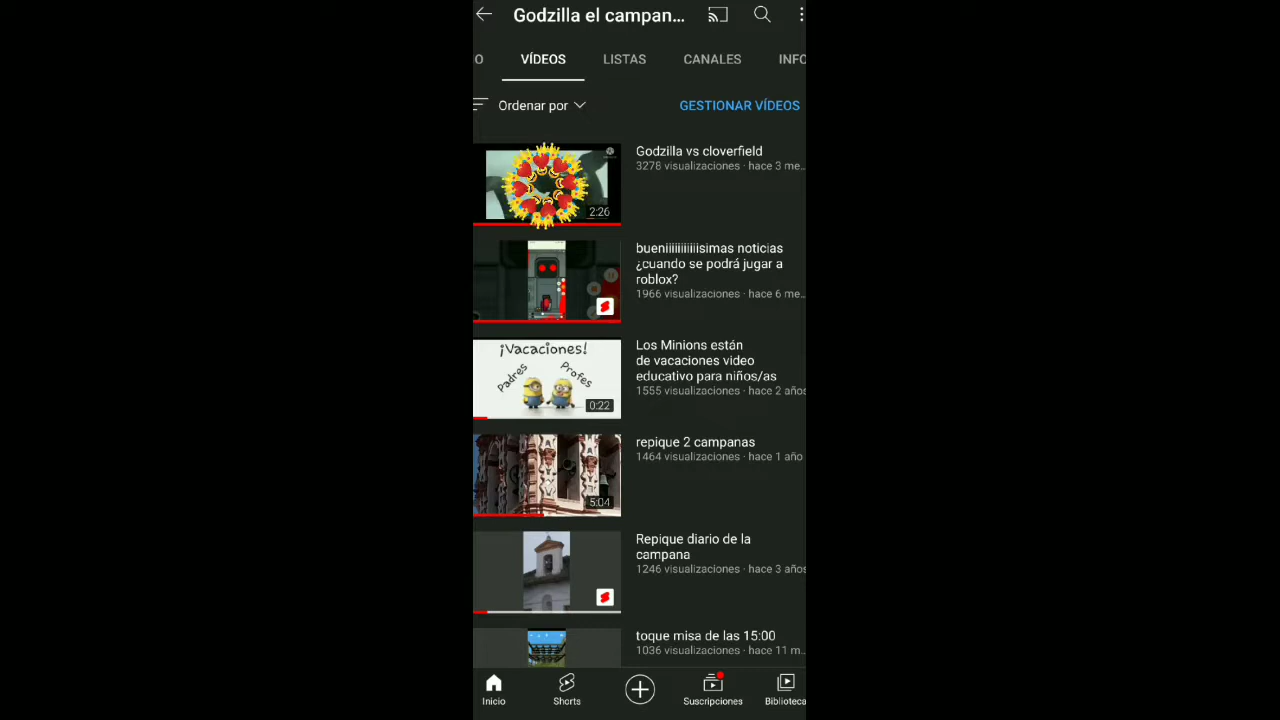 Godzilla el campan...
O
VÍDEOS
LISTAS
CANALES
INFO
Ordenar por
GESTIONAR VÍDEOS
2:26
Godzilla vs cloverfield
3278 visualizaciones · hace 3 me...
bueniiiiiiiiiiisimas noticias
¿cuando se podrá jugar a
roblox?
1966 visualizaciones · hace 6 me...
¡Vacaciones!
Padres
Profes
0:22
Los Minions están
de vacaciones video
educativo para niños/as
1555 visualizaciones · hace 2 años
5:04
repique 2 campanas
1464 visualizaciones · hace 1 año
Repique diario de la
campana
1246 visualizaciones · hace 3 años
toque misa de las 15:00
1036 visualizaciones · hace 11 m...
Inicio
Shorts
Suscripciones
Biblioteca